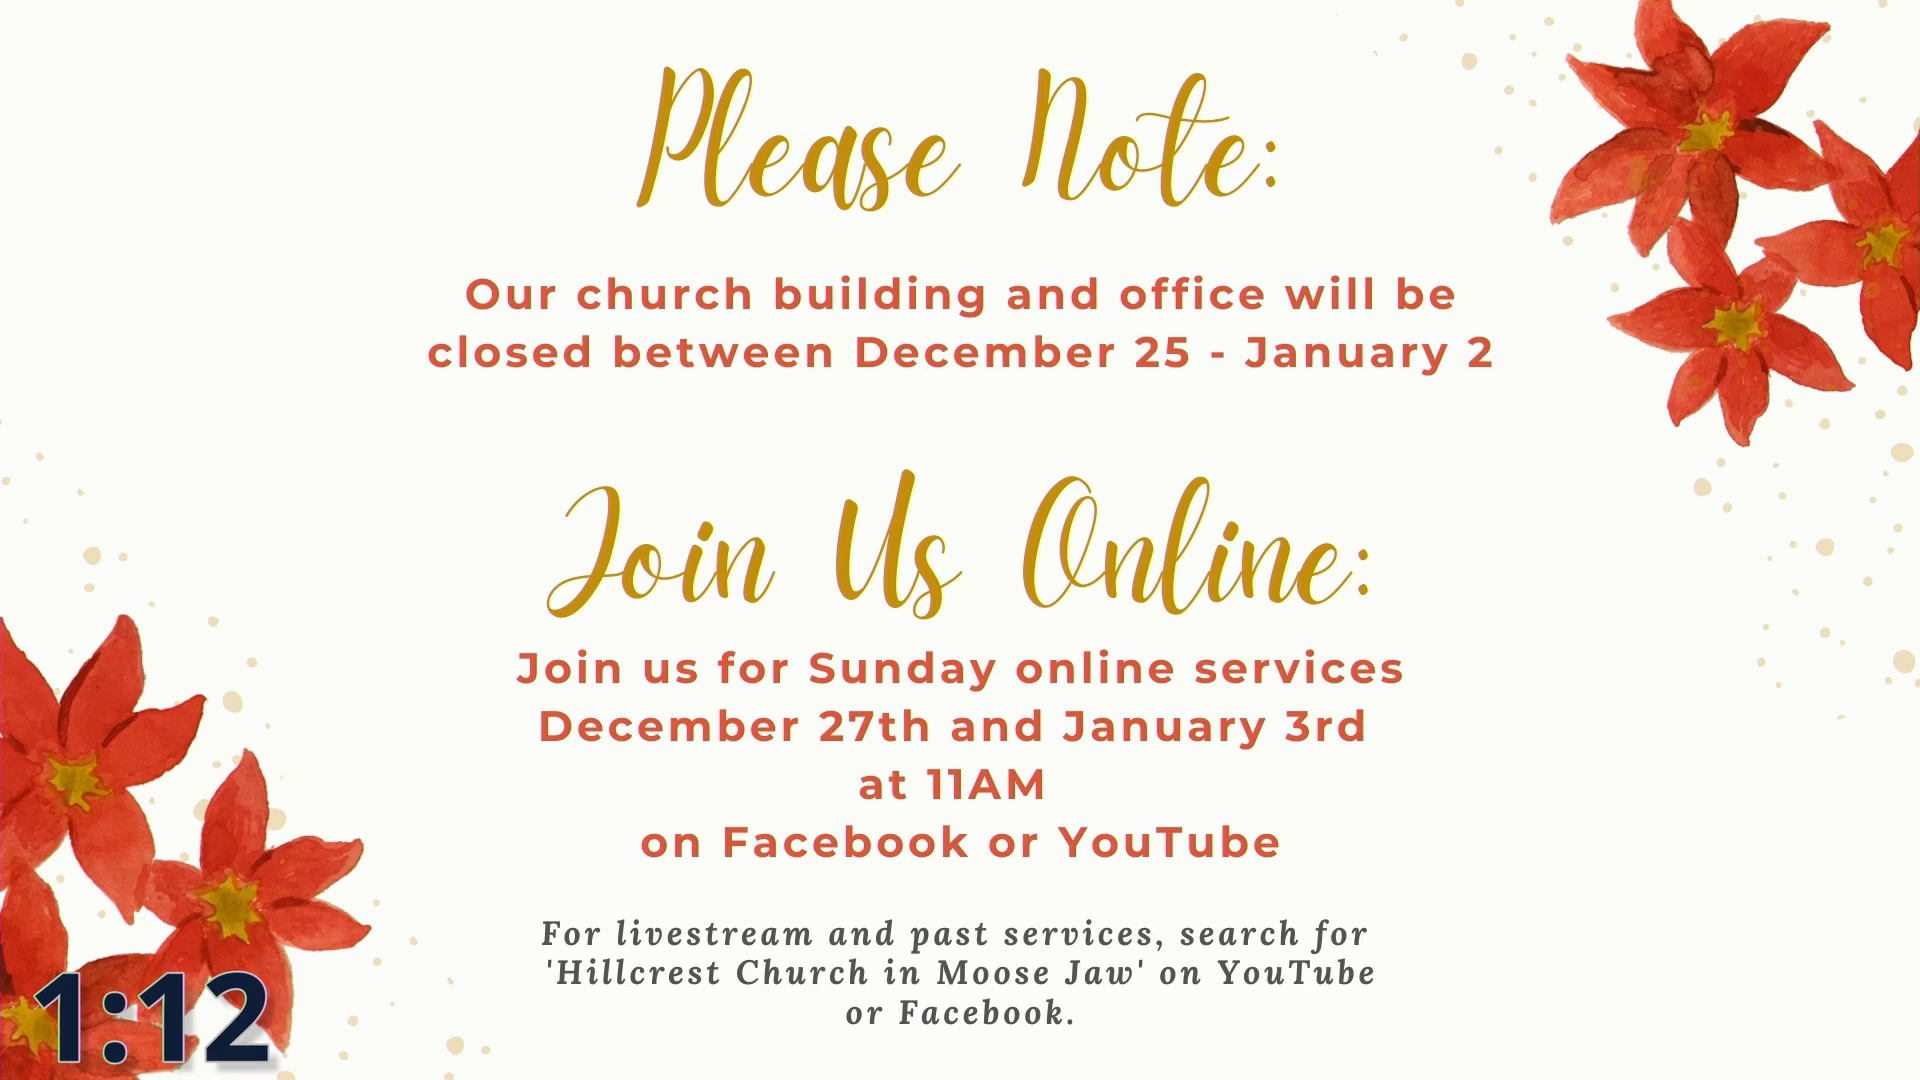 Please Note:
Our church building and office will be
closed between December 25 - January 2
Join Us Online:
Join us for Sunday online services
December 27th and January 3rd
at 11AM
on Facebook or YouTube
For livestream and past services, search for
'Hillcrest Church in Moose Jaw' on YouTube
or Facebook.
1:12